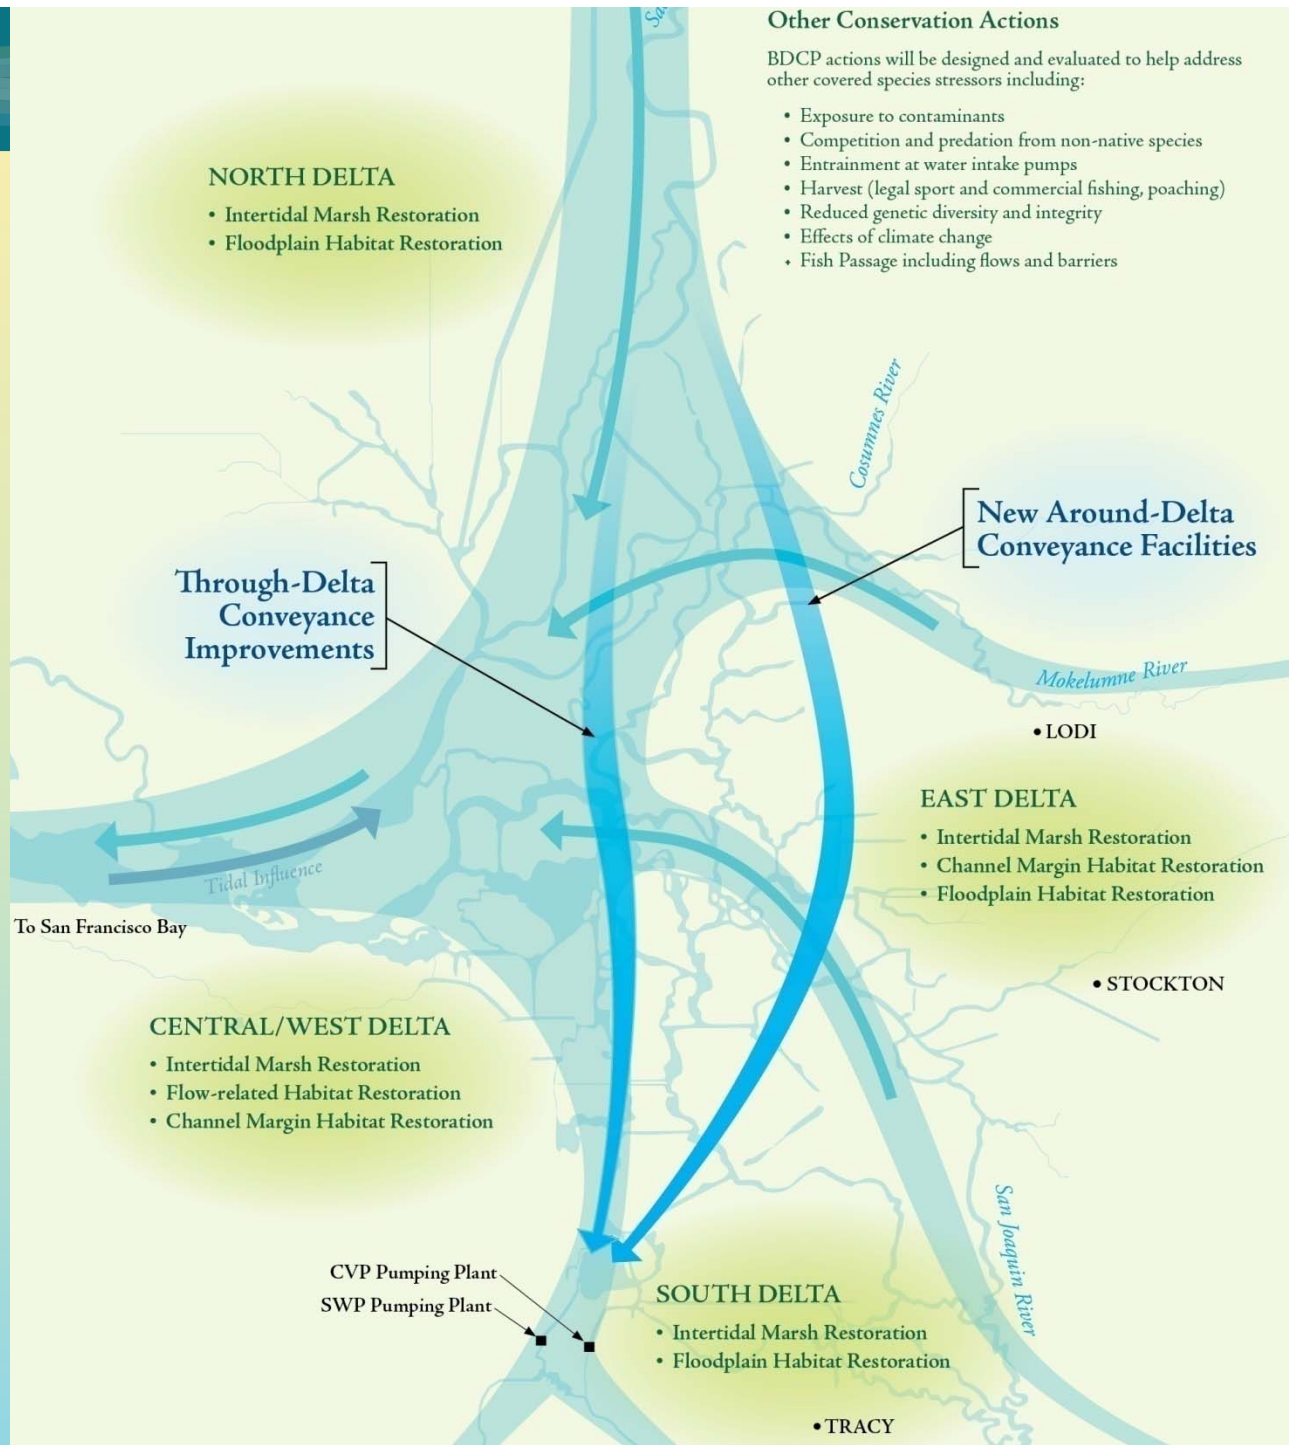 Other Conservation Actions
BDCP actions will be designed and evaluated to help address
other covered species stressors including:
• Exposure to contaminants
• Competition and predation from non-native species
• Entrainment at water intake pumps
• Harvest (legal sport and commercial fishing, poaching)
• Reduced genetic diversity and integrity
• Effects of climate change
• Fish Passage including flows and barriers
NORTH DELTA
• Intertidal Marsh Restoration
• Floodplain Habitat Restoration
Cosumnes River
New Around-Delta
Conveyance Facilities
Through-Delta
Conveyance
Improvements
Mokelumne River
• LODI
EAST DELTA
• Intertidal Marsh Restoration
• Channel Margin Habitat Restoration
• Floodplain Habitat Restoration
Tidal Influence
To San Francisco Bay
• STOCKTON
CENTRAL/WEST DELTA
• Intertidal Marsh Restoration
• Flow-related Habitat Restoration
• Channel Margin Habitat Restoration
San Joaquin River
CVP Pumping Plant
SWP Pumping Plant
SOUTH DELTA
• Intertidal Marsh Restoration
• Floodplain Habitat Restoration
• TRACY